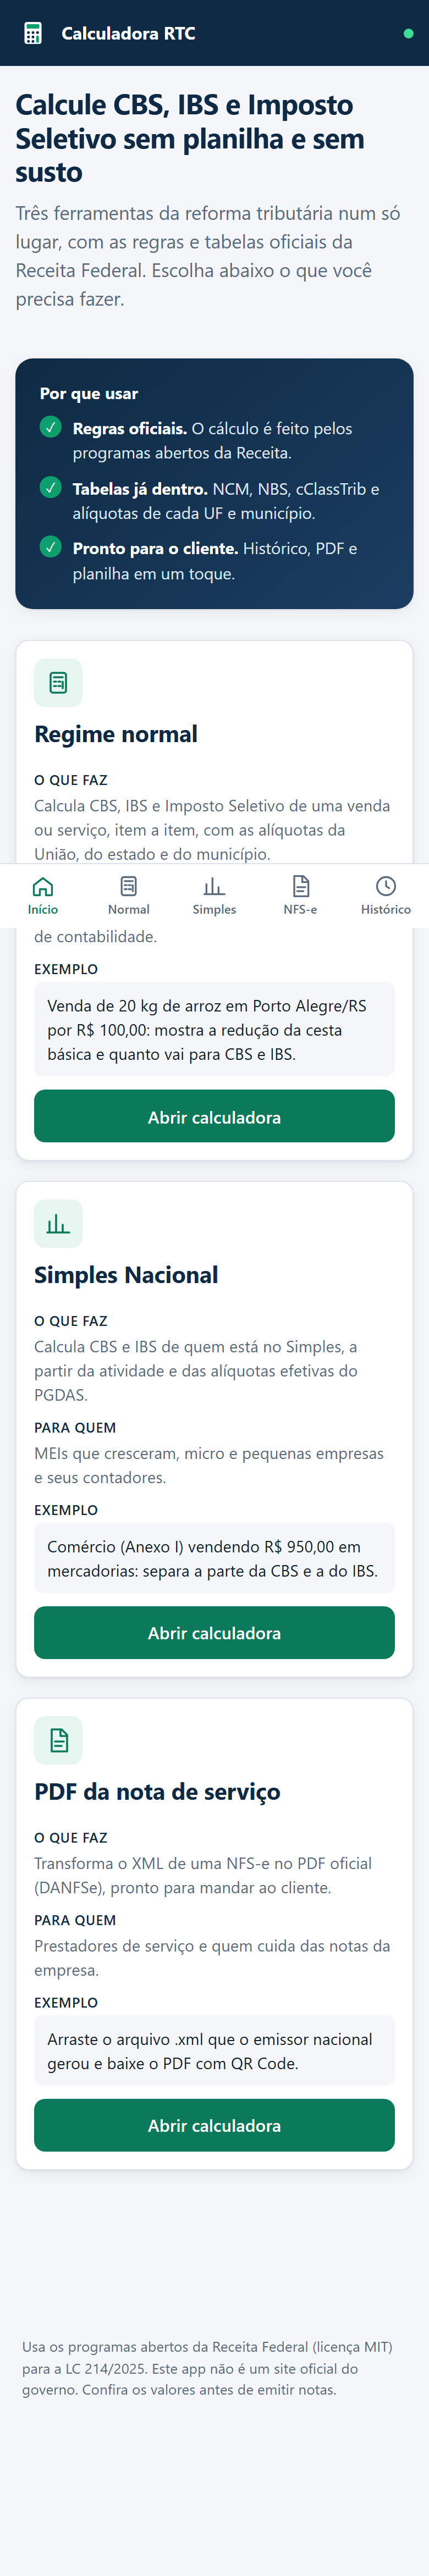 Calculadora RTC
Calcule CBS, IBS e Imposto
Seletivo sem planilha e sem
susto
Três ferramentas da reforma tributária num só
lugar, com as regras e tabelas oficiais da
Receita Federal. Escolha abaixo o que você
precisa fazer.
Por que usar
Regras oficiais. O cálculo é feito pelos
programas abertos da Receita.
Tabelas já dentro. NCM, NBS, cClassTrib e
alíquotas de cada UF e município.
Pronto para o cliente. Histórico, PDF e
planilha em um toque.
Regime normal
O QUE FAZ
Calcula CBS, IBS e Imposto Seletivo de uma venda
ou serviço, item a item, com as alíquotas da
União, do estado e do município.
Início Normal Simples NFS-e Histórico
de contabilidade.
EXEMPLO
Venda de 20 kg de arroz em Porto Alegre/RS
por R$ 100,00: mostra a redução da cesta
básica e quanto vai para CBS e IBS.
Abrir calculadora
Simples Nacional
O QUE FAZ
Calcula CBS e IBS de quem está no Simples, a
partir da atividade e das alíquotas efetivas do
PGDAS.
PARA QUEM
MEIs que cresceram, micro e pequenas empresas
e seus contadores.
EXEMPLO
Comércio (Anexo I) vendendo R$ 950,00 em
mercadorias: separa a parte da CBS e a do IBS.
Abrir calculadora
PDF da nota de serviço
O QUE FAZ
Transforma o XML de uma NFS-e no PDF oficial
(DANFSe), pronto para mandar ao cliente.
PARA QUEM
Prestadores de serviço e quem cuida das notas da
empresa.
EXEMPLO
Arraste o arquivo .xml que o emissor nacional
gerou e baixe o PDF com QR Code.
Abrir calculadora
Usa os programas abertos da Receita Federal (licença MIT)
para a LC 214/2025. Este app não é um site oficial do
governo. Confira os valores antes de emitir notas.